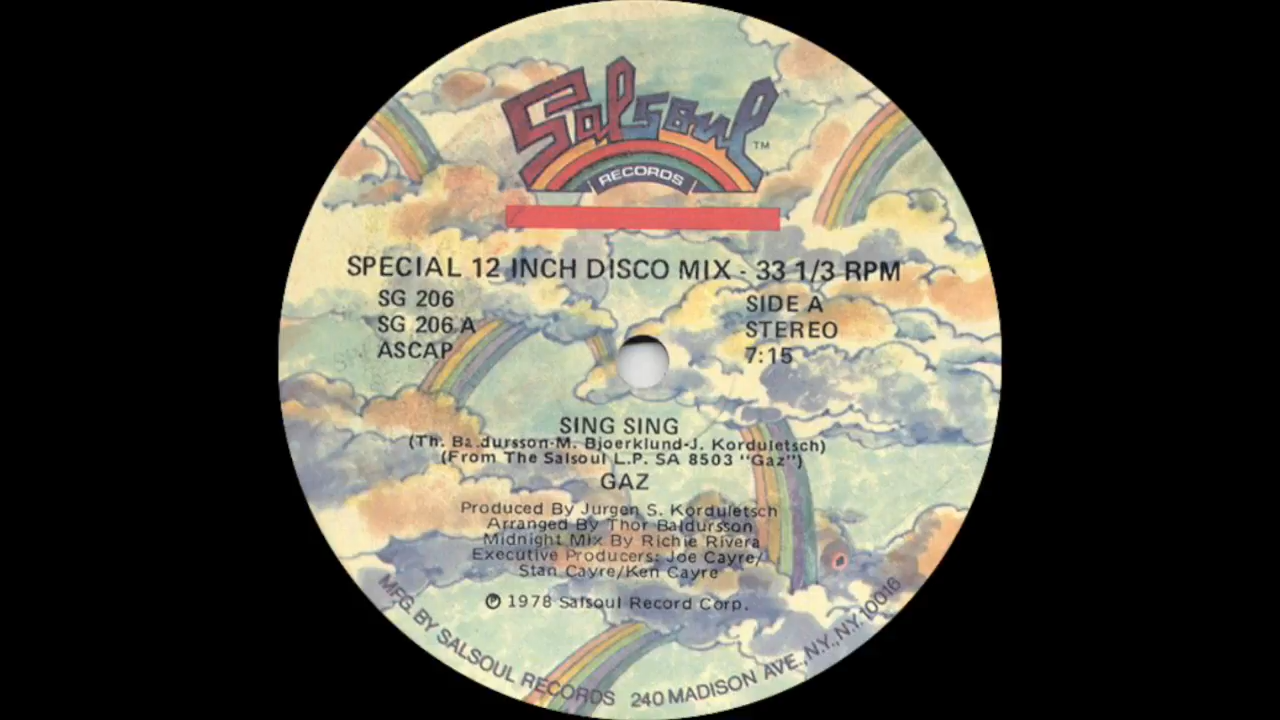 Salsoul
TM
RECORDS
SPECIAL 12 INCH DISCO MIX - 33 1/3 RPM
SG 206
SG 206 A
ASCAP
SIDE A
STEREO
7:15
SING SING
(Th. Baldursson-M. Bjoerklund-J. Korduletsch)
(From The Salsoul L.P. SA 8503 "Gaz")
GAZ
Produced By Jurgen S. Korduletsch
Arranged By Thor Baldursson
Midnight Mix By Richie Rivera
Executive Producers: Joe Cayre/
Stan Cayre/Ken Cayre
Ⓟ 1978 Salsoul Record Corp.
MFG. BY SALSOUL RECORDS 240 MADISON AVE., N.Y., N.Y. 10016